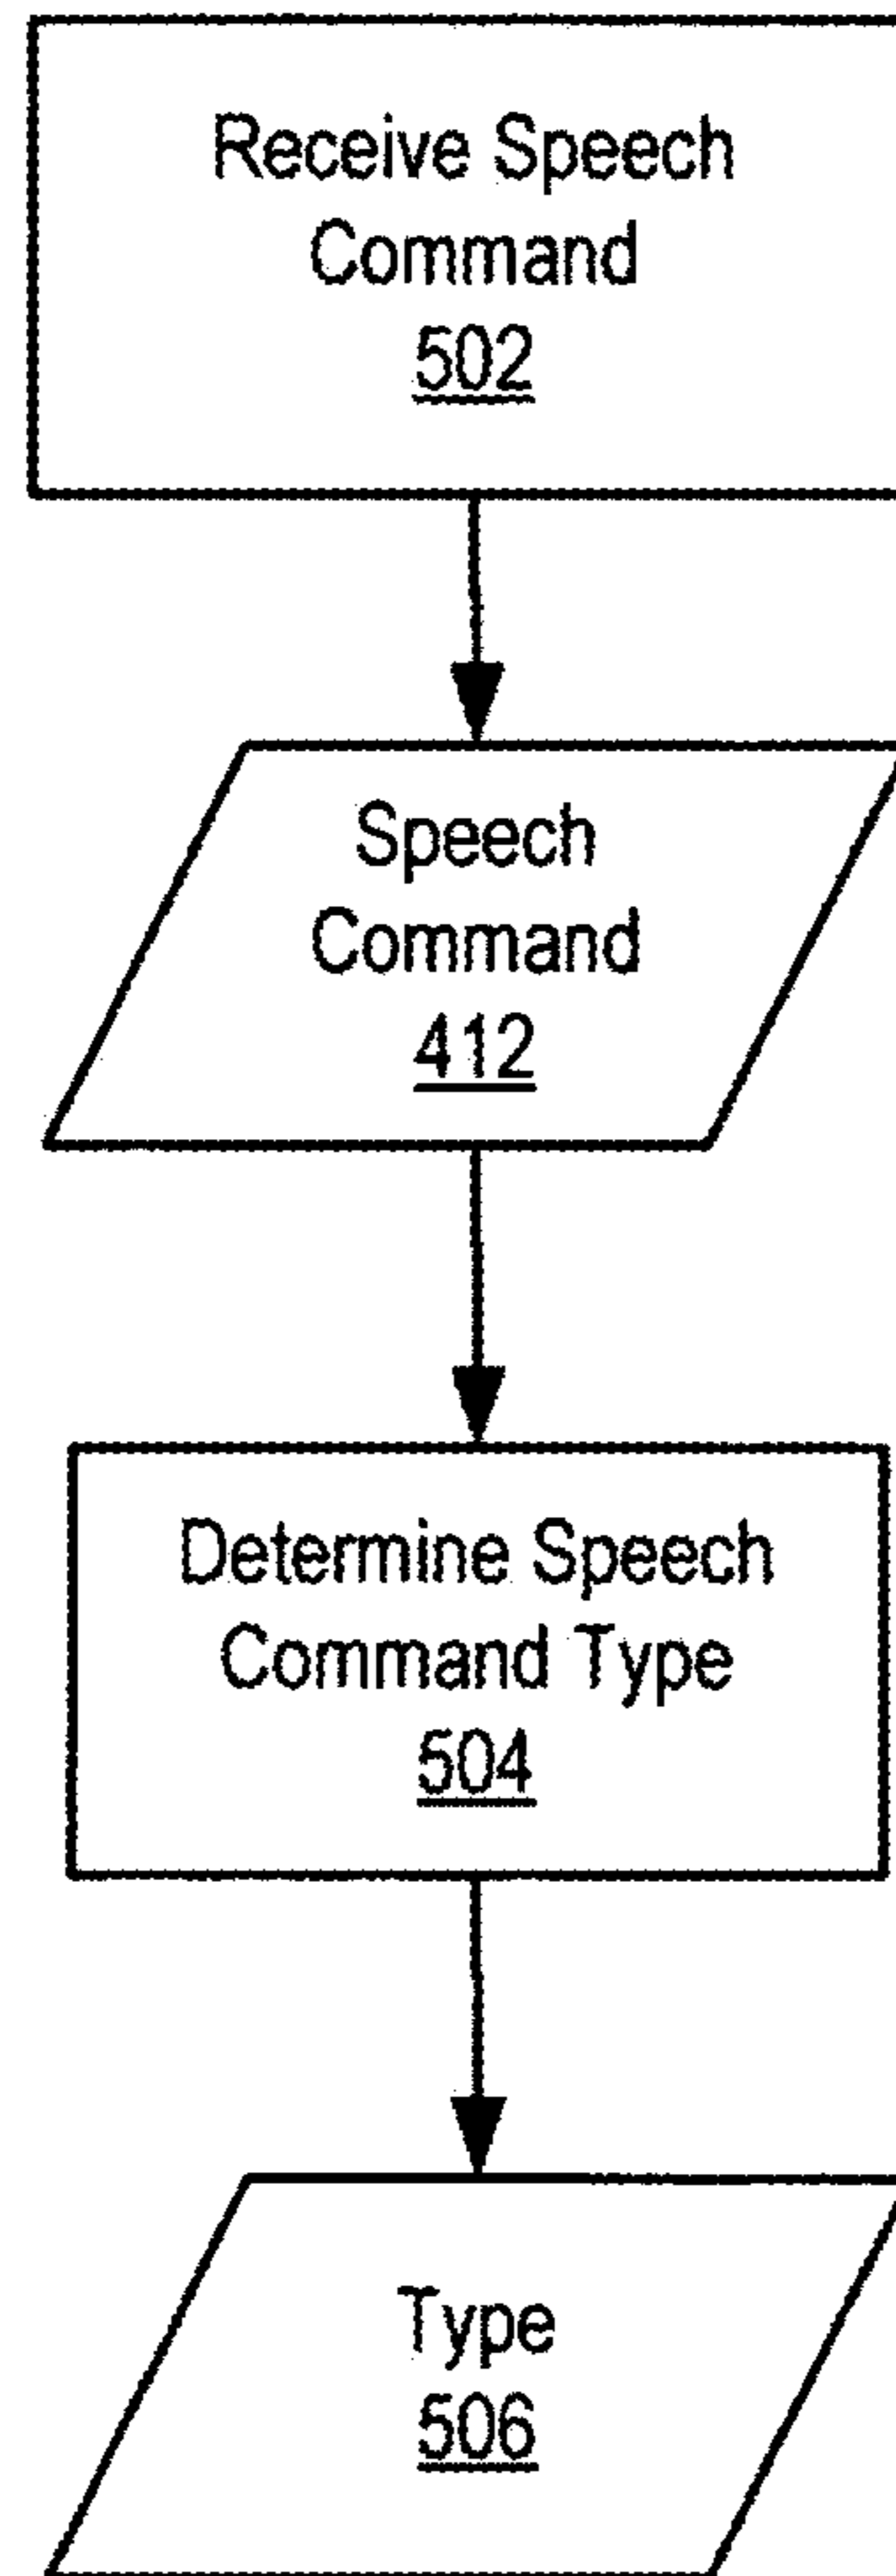 Receive Speech
Command
502
Speech
Command
412
Determine Speech
Command Type
504
Type
506